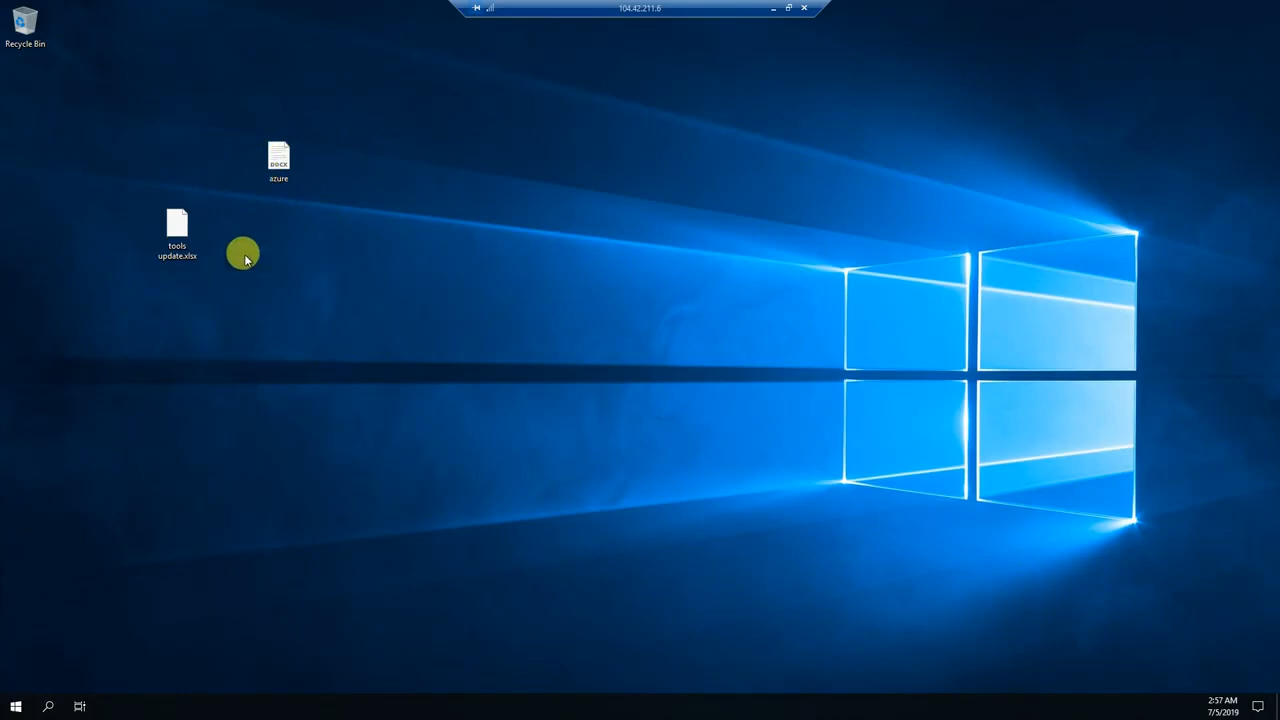 104.42.211.6
Recycle Bin
DOCX
azure
tools
update.xlsx
2:57 AM
7/5/2019